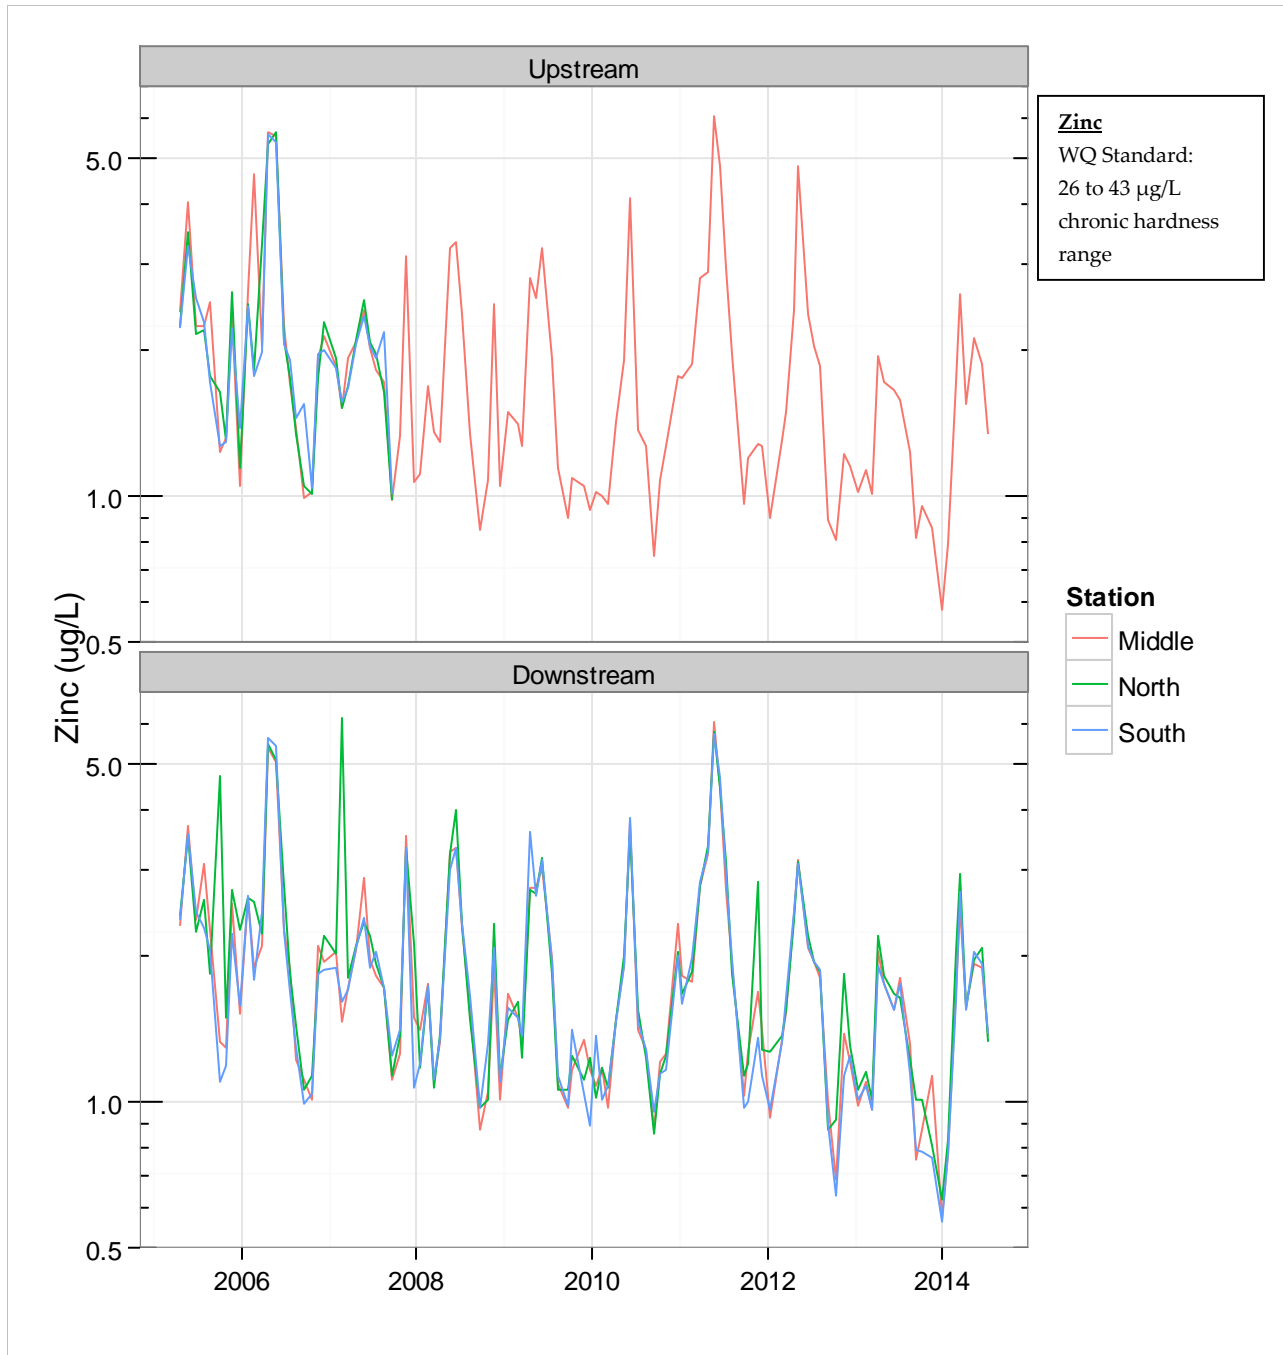 Upstream
Zinc
WQ Standard:
26 to 43 µg/L
chronic hardness
range
5.0
1.0
0.5
Zinc (ug/L)
Station
Middle
North
South
Downstream
5.0
1.0
0.5
2006
2008
2010
2012
2014